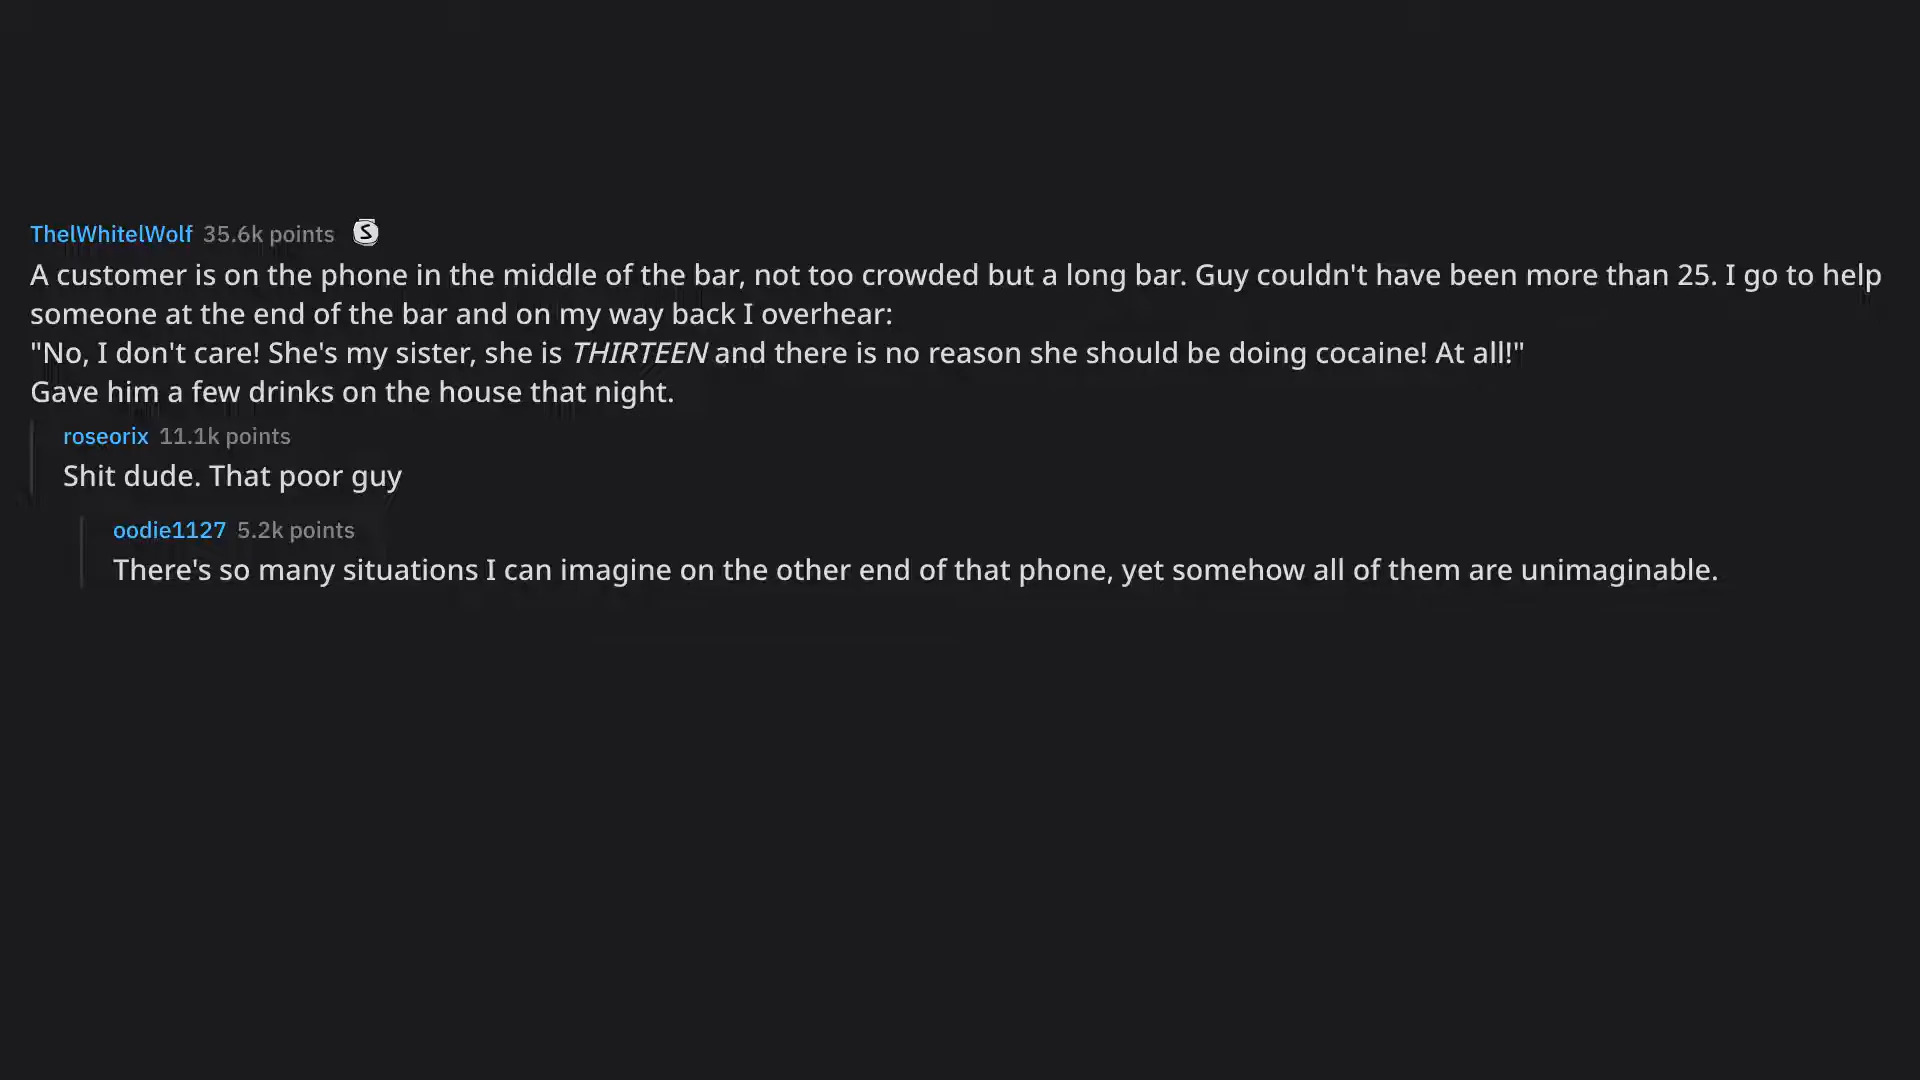 TheIWhiteIWolf 35.6k points S
A customer is on the phone in the middle of the bar, not too crowded but a long bar. Guy couldn't have been more than 25. I go to help
someone at the end of the bar and on my way back I overhear:
"No, I don't care! She's my sister, she is THIRTEEN and there is no reason she should be doing cocaine! At all!"
Gave him a few drinks on the house that night.
roseorix 11.1k points
Shit dude. That poor guy
oodie1127 5.2k points
There's so many situations I can imagine on the other end of that phone, yet somehow all of them are unimaginable.